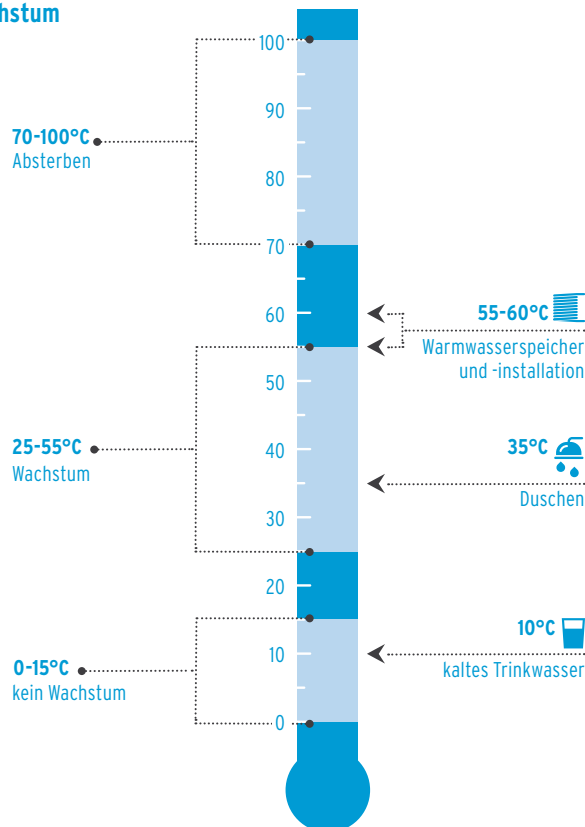 hstum
100
90
80
70
60
50
40
30
20
10
0
70-100°C
Absterben
25-55°C
Wachstum
0-15°C
kein Wachstum
55-60°C
Warmwasserspeicher
und -installation
35°C
Duschen
10°C
kaltes Trinkwasser